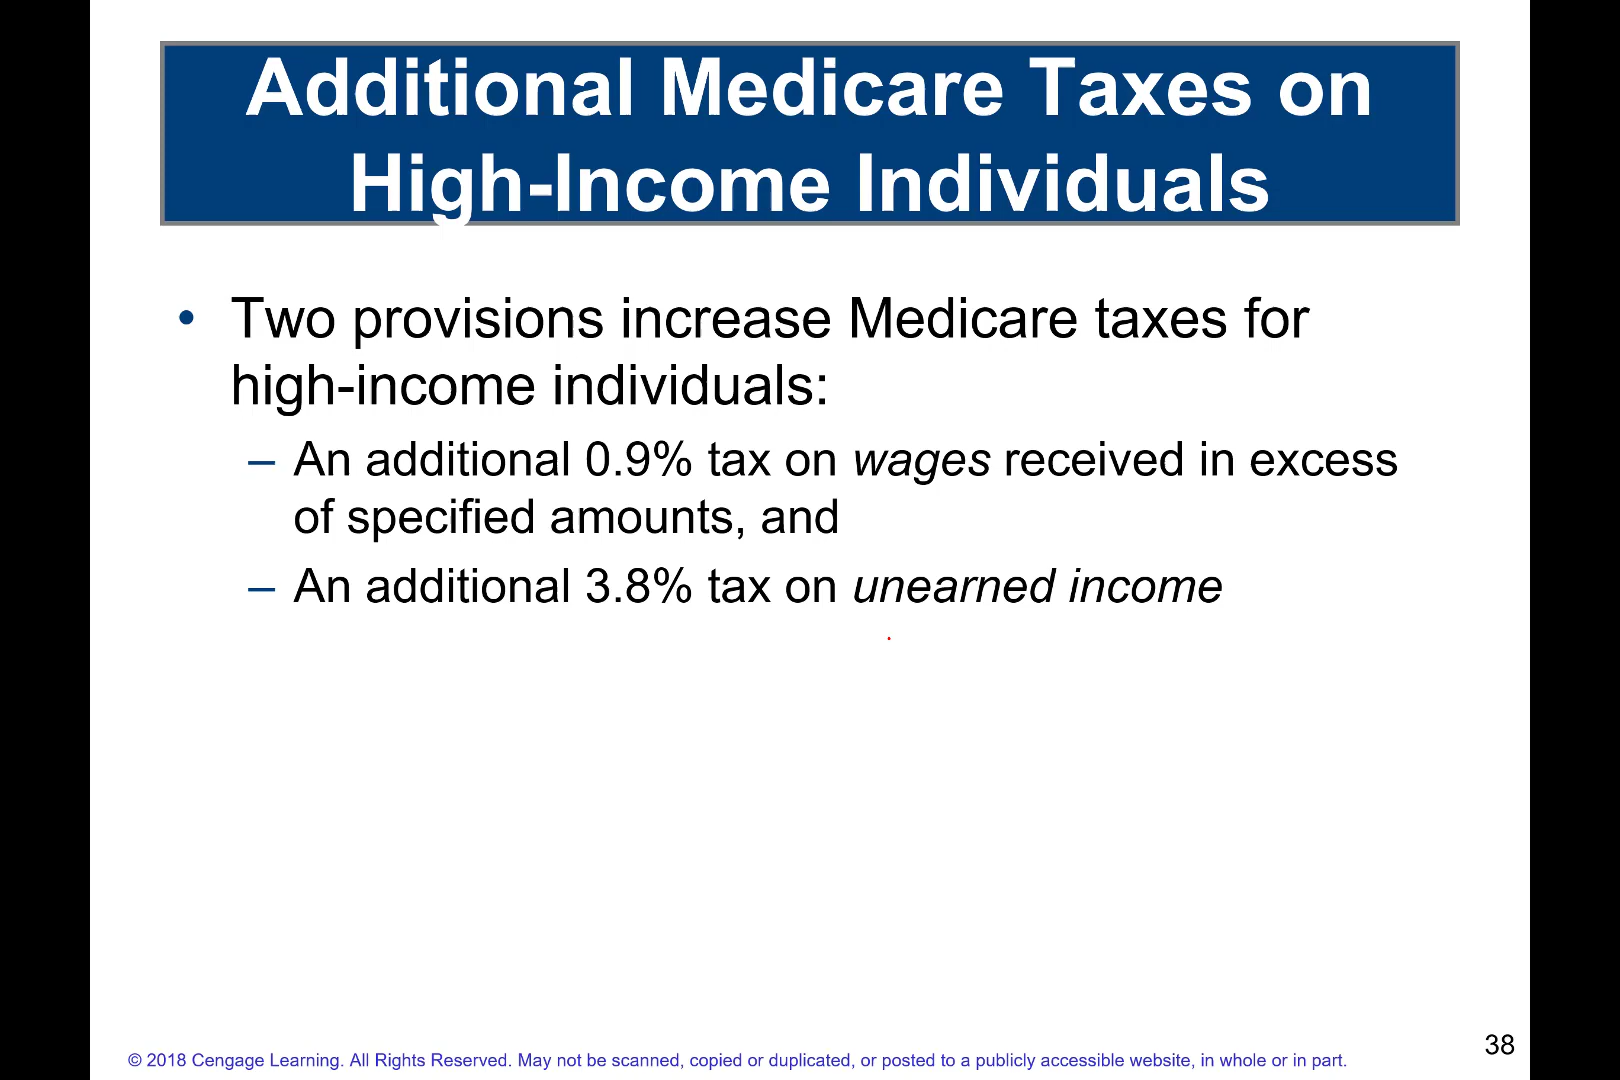 Additional Medicare Taxes on
High-Income Individuals
• Two provisions increase Medicare taxes for
high-income individuals:
– An additional 0.9% tax on wages received in excess
of specified amounts, and
– An additional 3.8% tax on unearned income
38
© 2018 Cengage Learning. All Rights Reserved. May not be scanned, copied or duplicated, or posted to a publicly accessible website, in whole or in part.